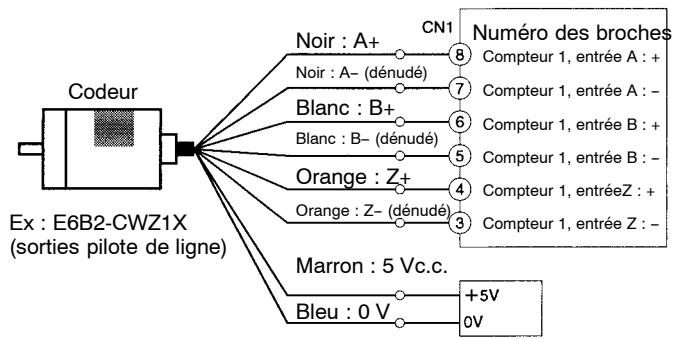 CN1 Numéro des broches
Noir : A+ 8 Compteur 1, entrée A : +
Noir : A− (dénudé) 7 Compteur 1, entrée A : −
Codeur
Blanc : B+ 6 Compteur 1, entrée B : +
Blanc : B− (dénudé) 5 Compteur 1, entrée B : −
Orange : Z+ 4 Compteur 1, entréeZ : +
Orange : Z− (dénudé) 3 Compteur 1, entrée Z : −
Ex : E6B2-CWZ1X
(sorties pilote de ligne)
Marron : 5 Vc.c. +5V
Bleu : 0 V 0V